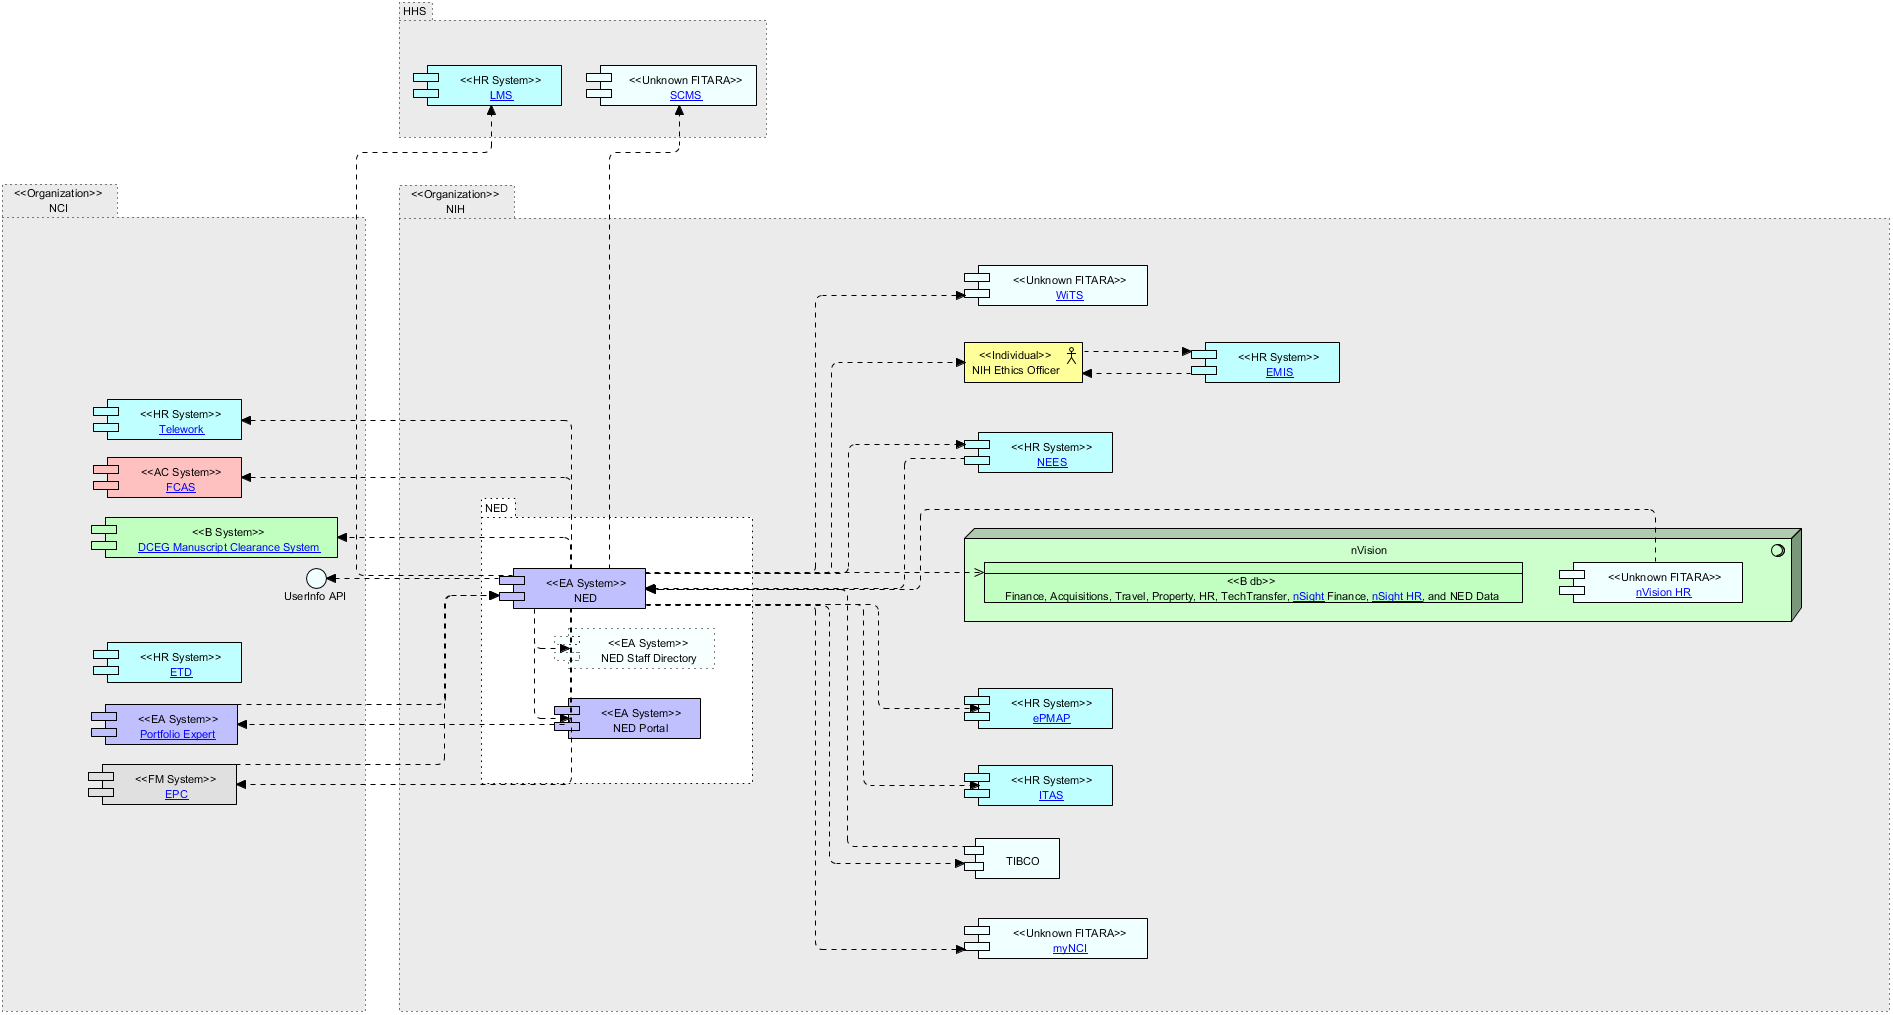 HHS
<<HR System>>
LMS
<<Unknown FITARA>>
SCMS
<<Organization>>
NCI
<<Organization>>
NIH
<<Unknown FITARA>>
WiTS
<<Individual>>
NIH Ethics Officer
<<HR System>>
EMIS
<<HR System>>
Telework
<<HR System>>
NEES
<<AC System>>
FCAS
NED
<<B System>>
DCEG Manuscript Clearance System
nVision
<<EA System>>
NED
<<B db>>
Finance, Acquisitions, Travel, Property, HR, TechTransfer, nSight Finance, nSight HR, and NED Data
<<Unknown FITARA>>
nVision HR
UserInfo API
<<EA System>>
NED Staff Directory
<<HR System>>
ETD
<<EA System>>
Portfolio Expert
<<EA System>>
NED Portal
<<HR System>>
ePMAP
<<FM System>>
EPC
<<HR System>>
ITAS
TIBCO
<<Unknown FITARA>>
myNCI